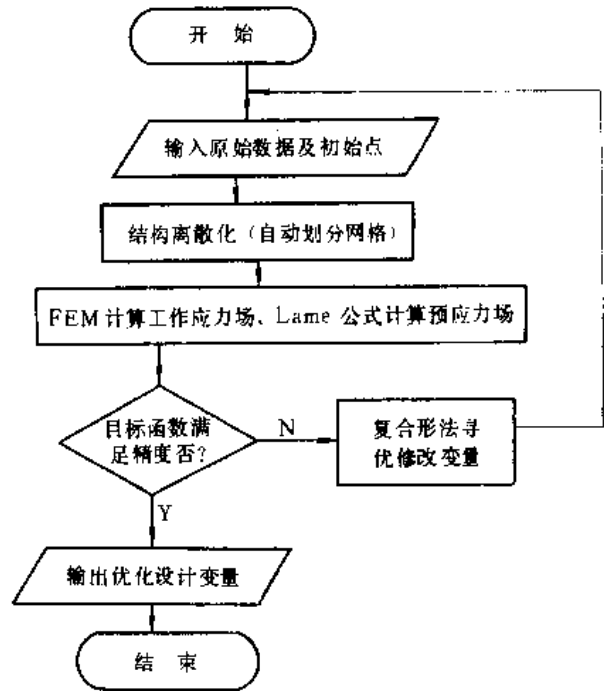 开 始
输入原始数据及初始点
结构离散化（自动划分网格）
FEM 计算工作应力场、Lame 公式计算预应力场
目标函数满
足精度否?
N
复合形法寻
优修改变量
Y
输出优化设计变量
结 束